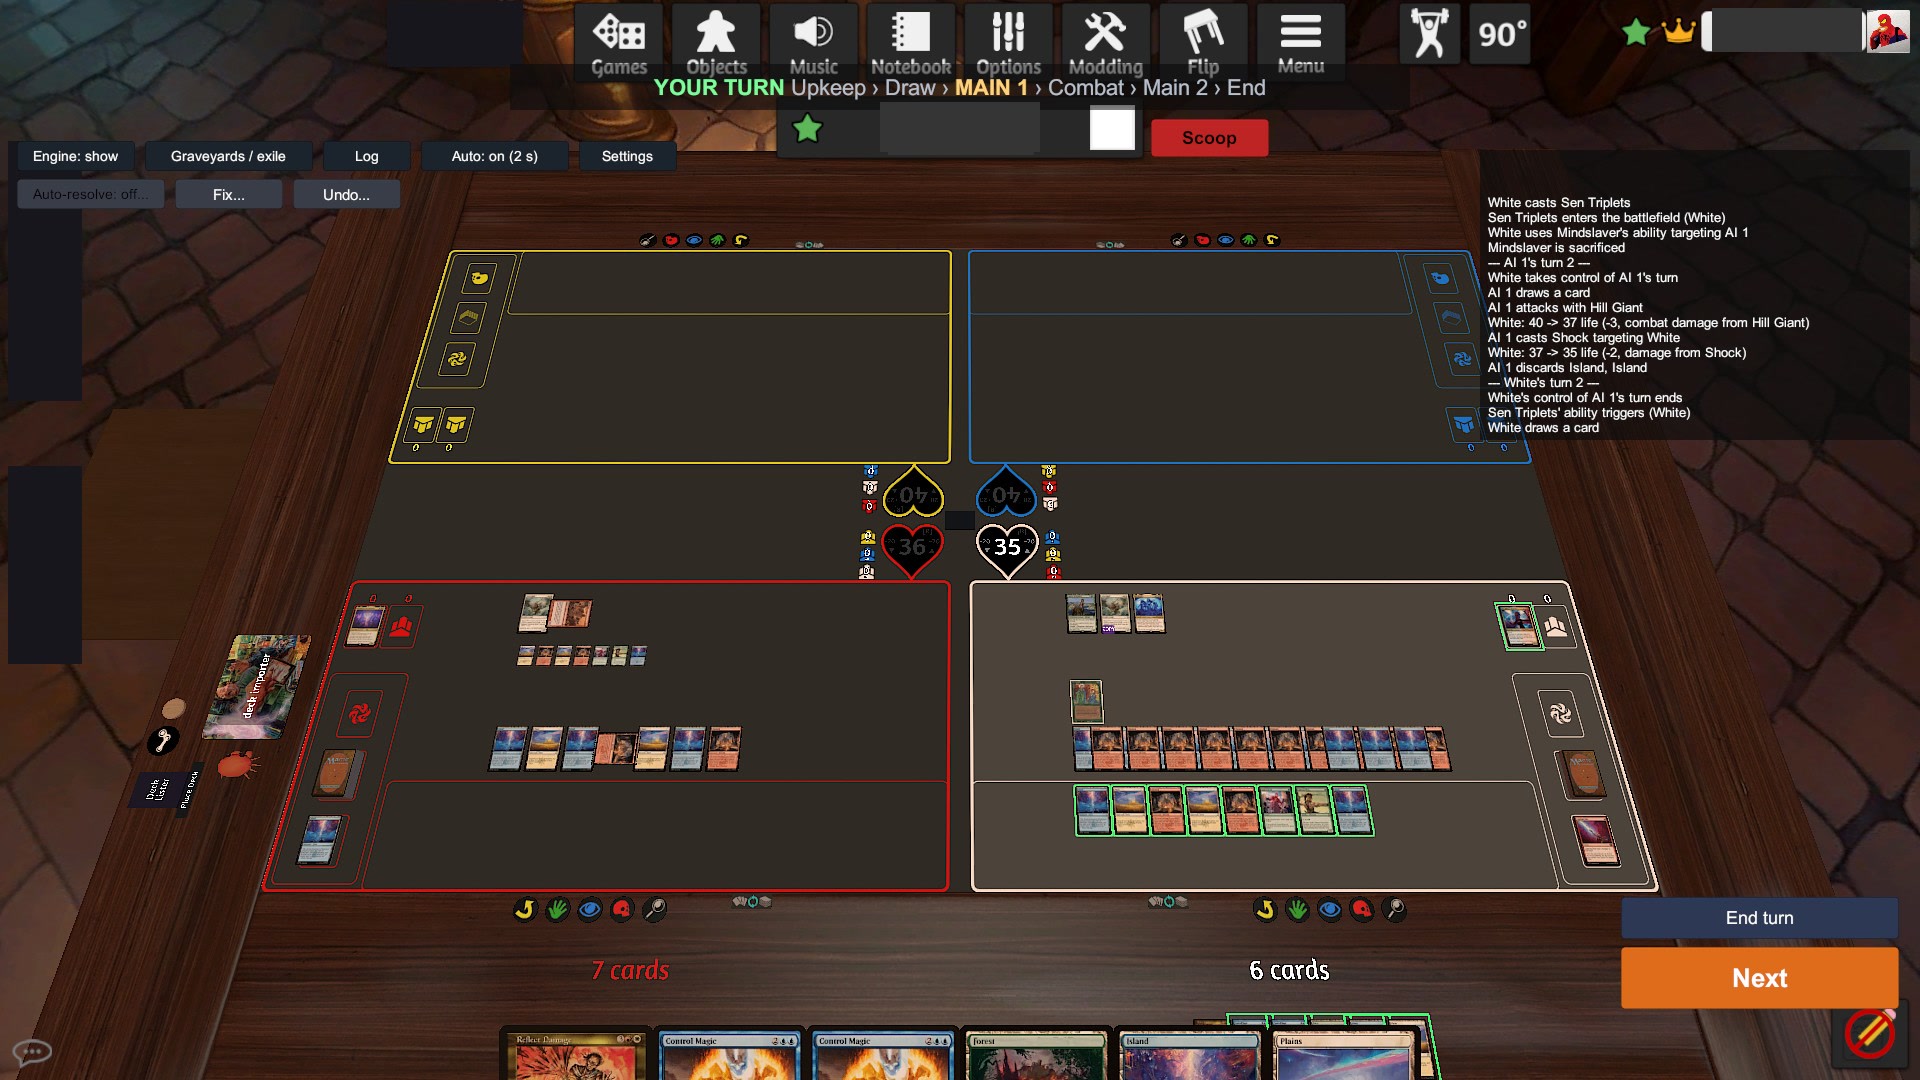 Games
Objects
Music
Notebook
Options
Modding
Flip
Menu
90°
YOUR TURN Upkeep › Draw › MAIN 1 › Combat › Main 2 › End
Scoop
Engine: show
Graveyards / exile
Log
Auto: on (2 s)
Settings
Auto-resolve: off...
Fix...
Undo...
White casts Sen Triplets
Sen Triplets enters the battlefield (White)
White uses Mindslaver's ability targeting AI 1
Mindslaver is sacrificed
--- AI 1's turn 2 ---
White takes control of AI 1's turn
AI 1 draws a card
AI 1 attacks with Hill Giant
White: 40 -> 37 life (-3, combat damage from Hill Giant)
AI 1 casts Shock targeting White
White: 37 -> 35 life (-2, damage from Shock)
AI 1 discards Island, Island
--- White's turn 2 ---
White's control of AI 1's turn ends
Sen Triplets' ability triggers (White)
White draws a card
40
40
36
35
deck importer
Deck Lister
Place Deck
7 cards
6 cards
End turn
Next
Reflect Damage
Control Magic
Control Magic
Forest
Island
Plains